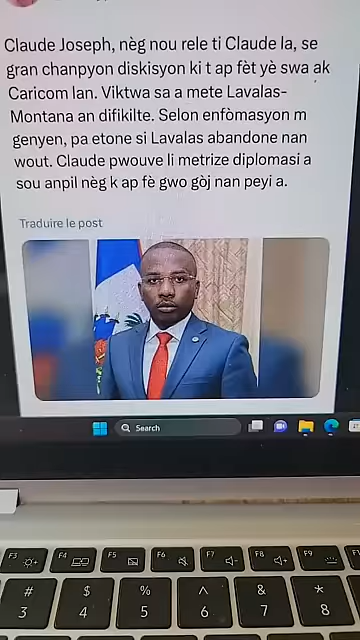 Claude Joseph, nèg nou rele ti Claude la, se
gran chanpyon diskisyon ki t ap fèt yè swa ak
Caricom lan. Viktwa sa a mete Lavalas-
Montana an difikilte. Selon enfòmasyon m
genyen, pa etone si Lavalas abandone nan
wout. Claude pwouve li metrize diplomasi a
sou anpil nèg k ap fè gwo gòj nan peyi a.
Traduire le post
Search
F3 F4 F5 F6 F7 F8 F9
# $ % ^ & *
3 4 5 6 7 8